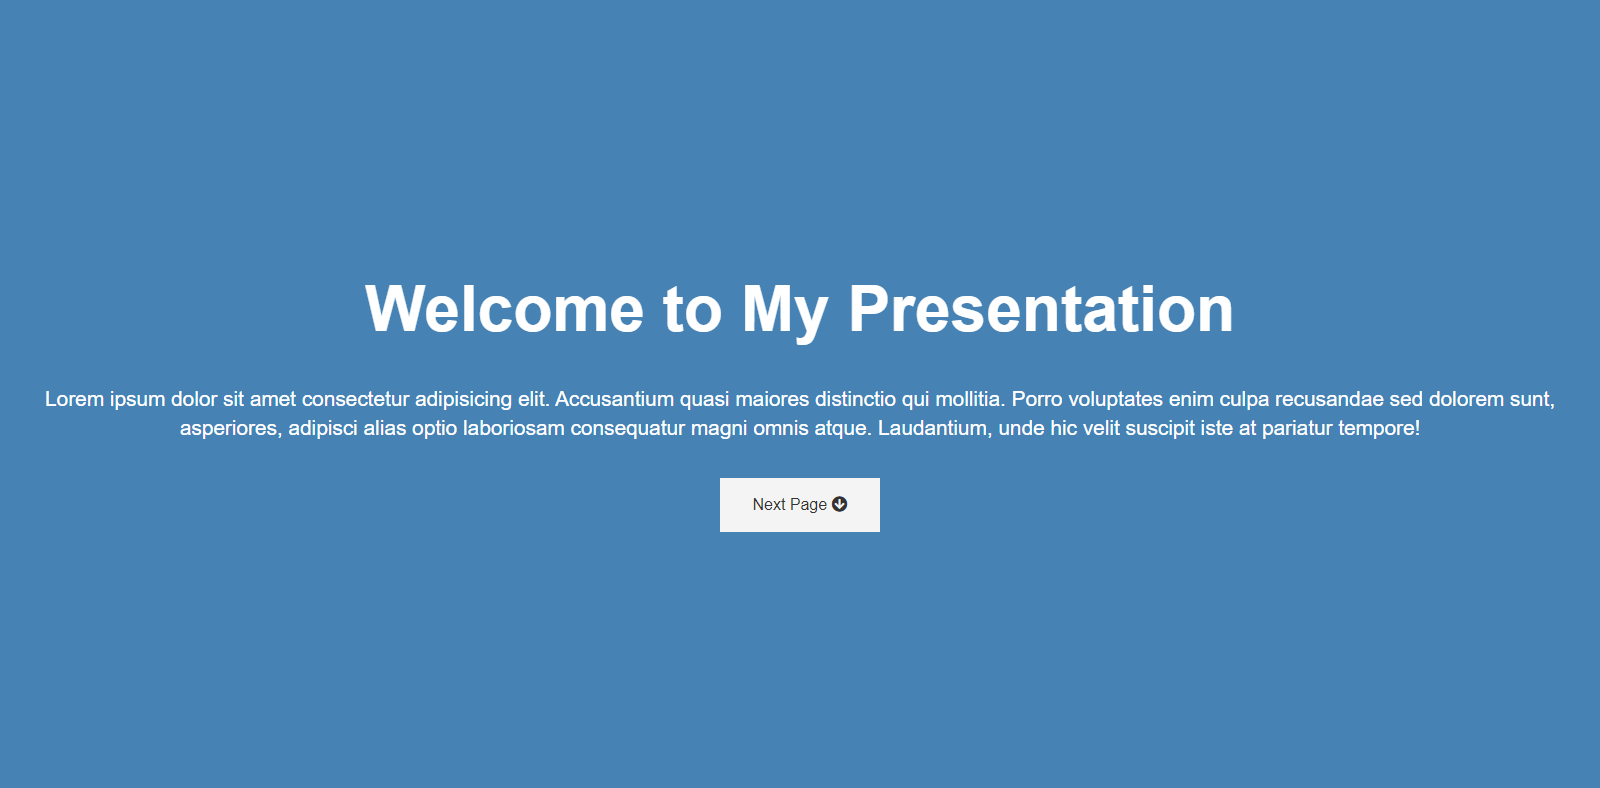 Welcome to My Presentation
Lorem ipsum dolor sit amet consectetur adipisicing elit. Accusantium quasi maiores distinctio qui mollitia. Porro voluptates enim culpa recusandae sed dolorem sunt,
asperiores, adipisci alias optio laboriosam consequatur magni omnis atque. Laudantium, unde hic velit suscipit iste at pariatur tempore!
Next Page